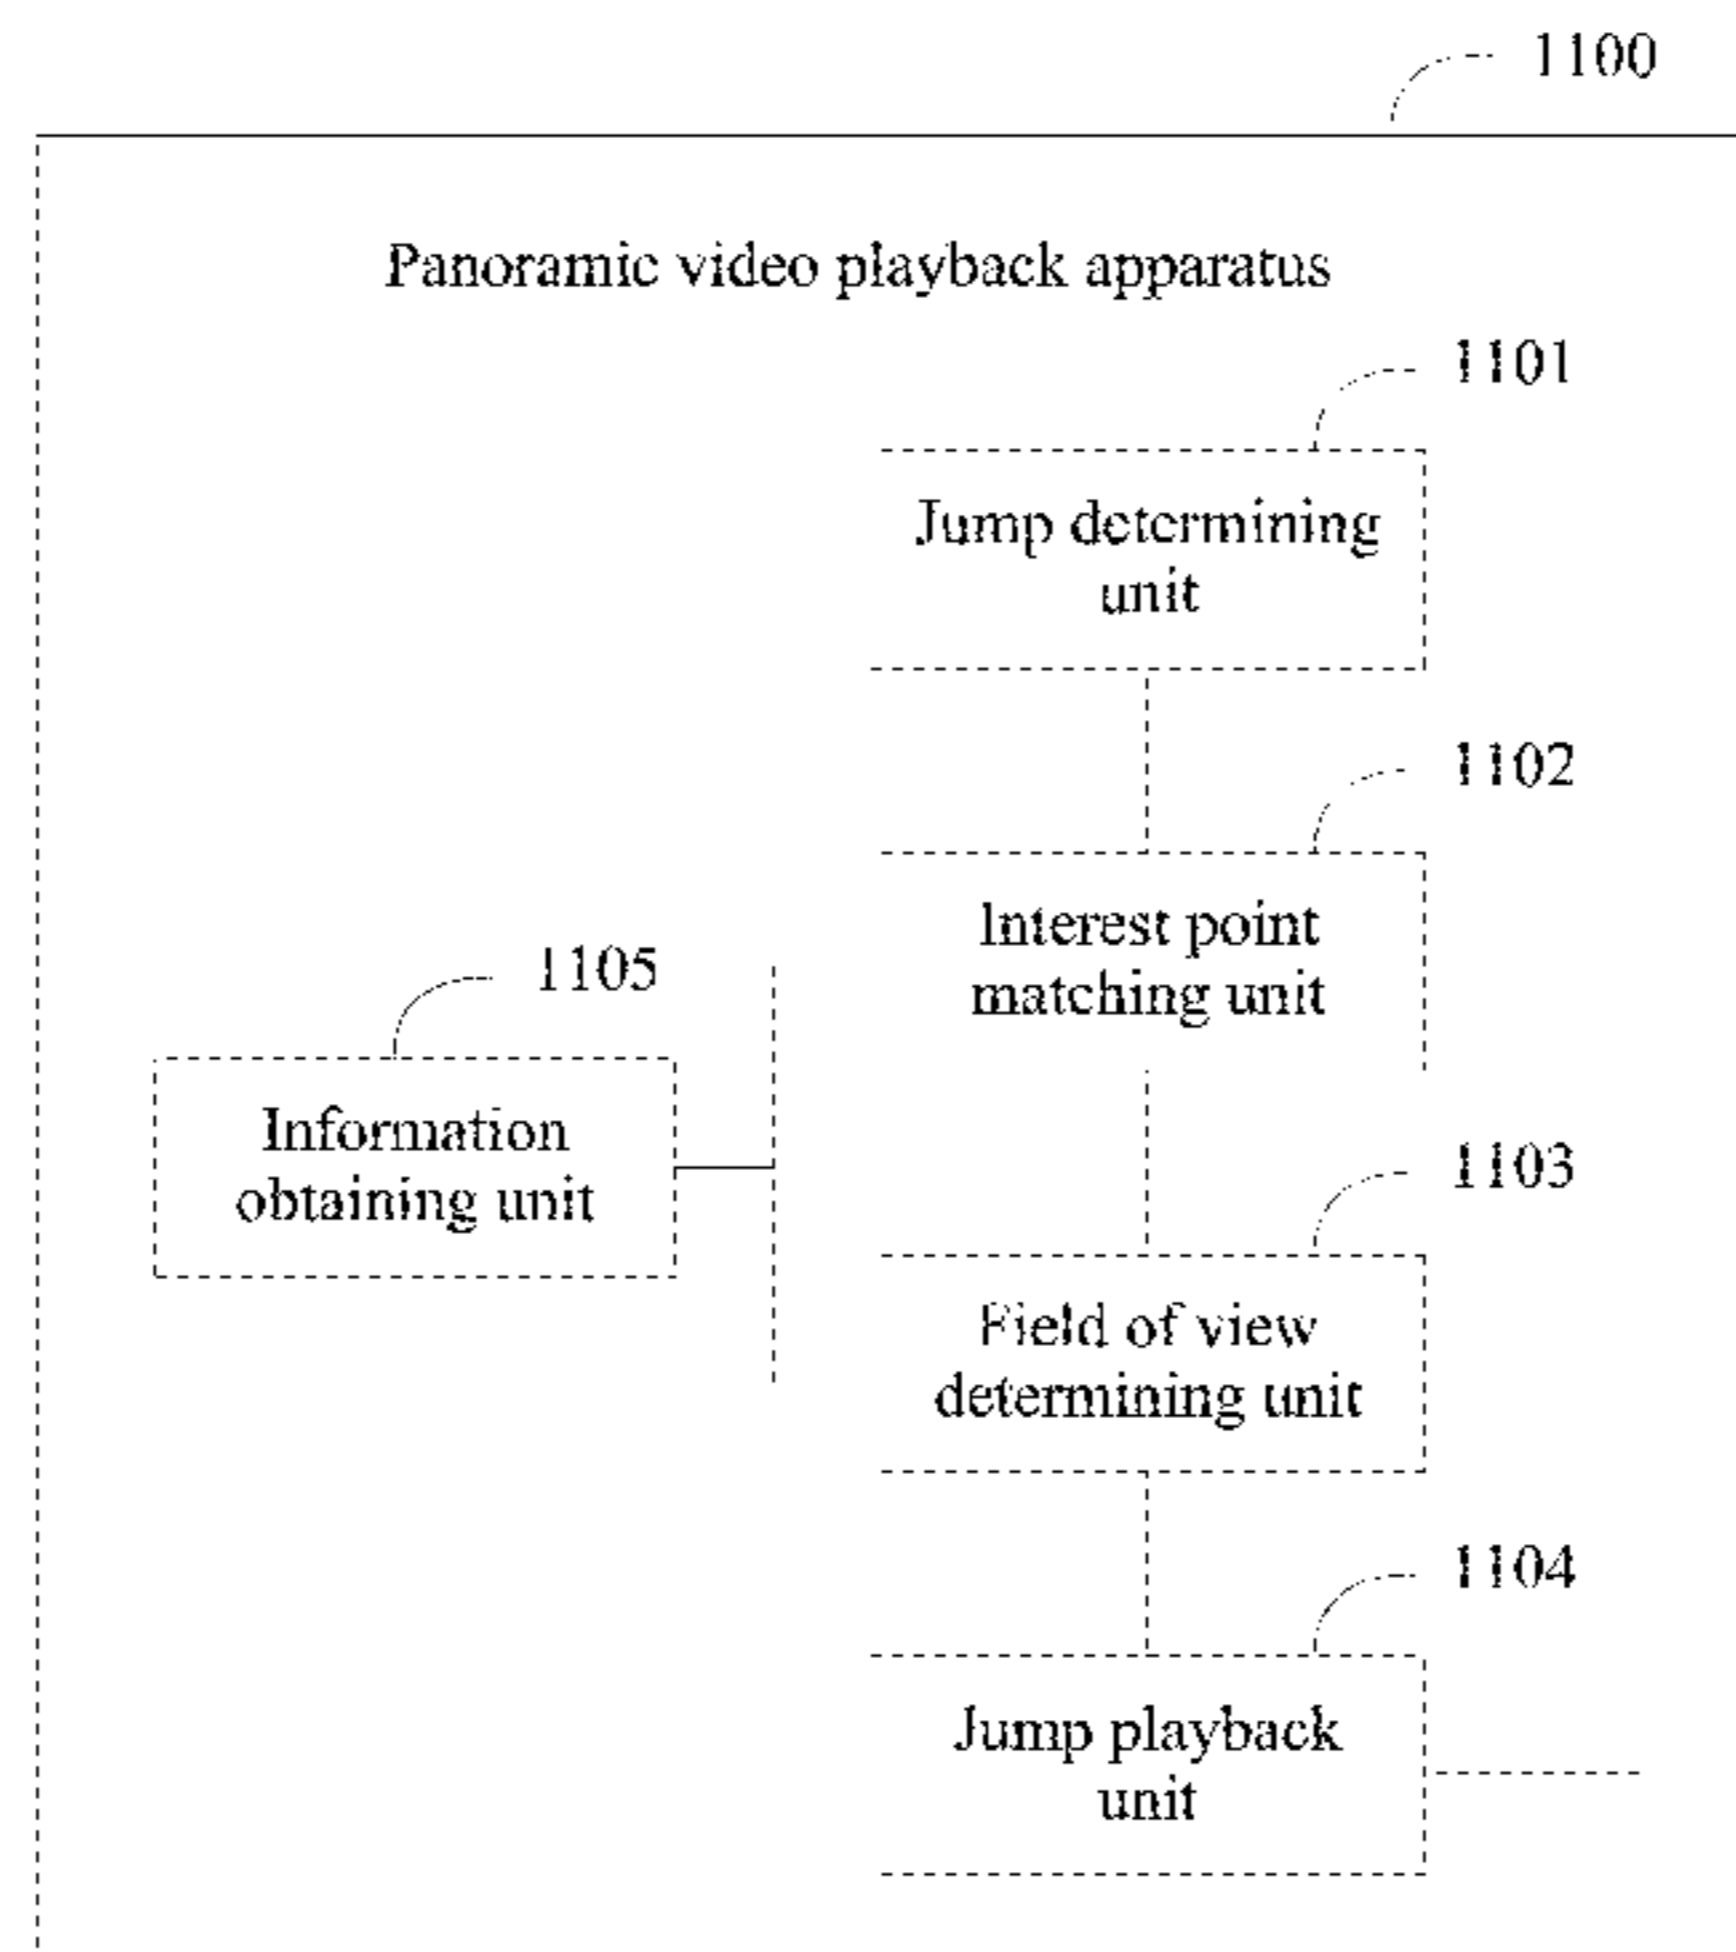 1100
Panoramic video playback apparatus
1101
Jump determining
unit
1102
Interest point
matching unit
1105
Information
obtaining unit
1103
Field of view
determining unit
1104
Jump playback
unit